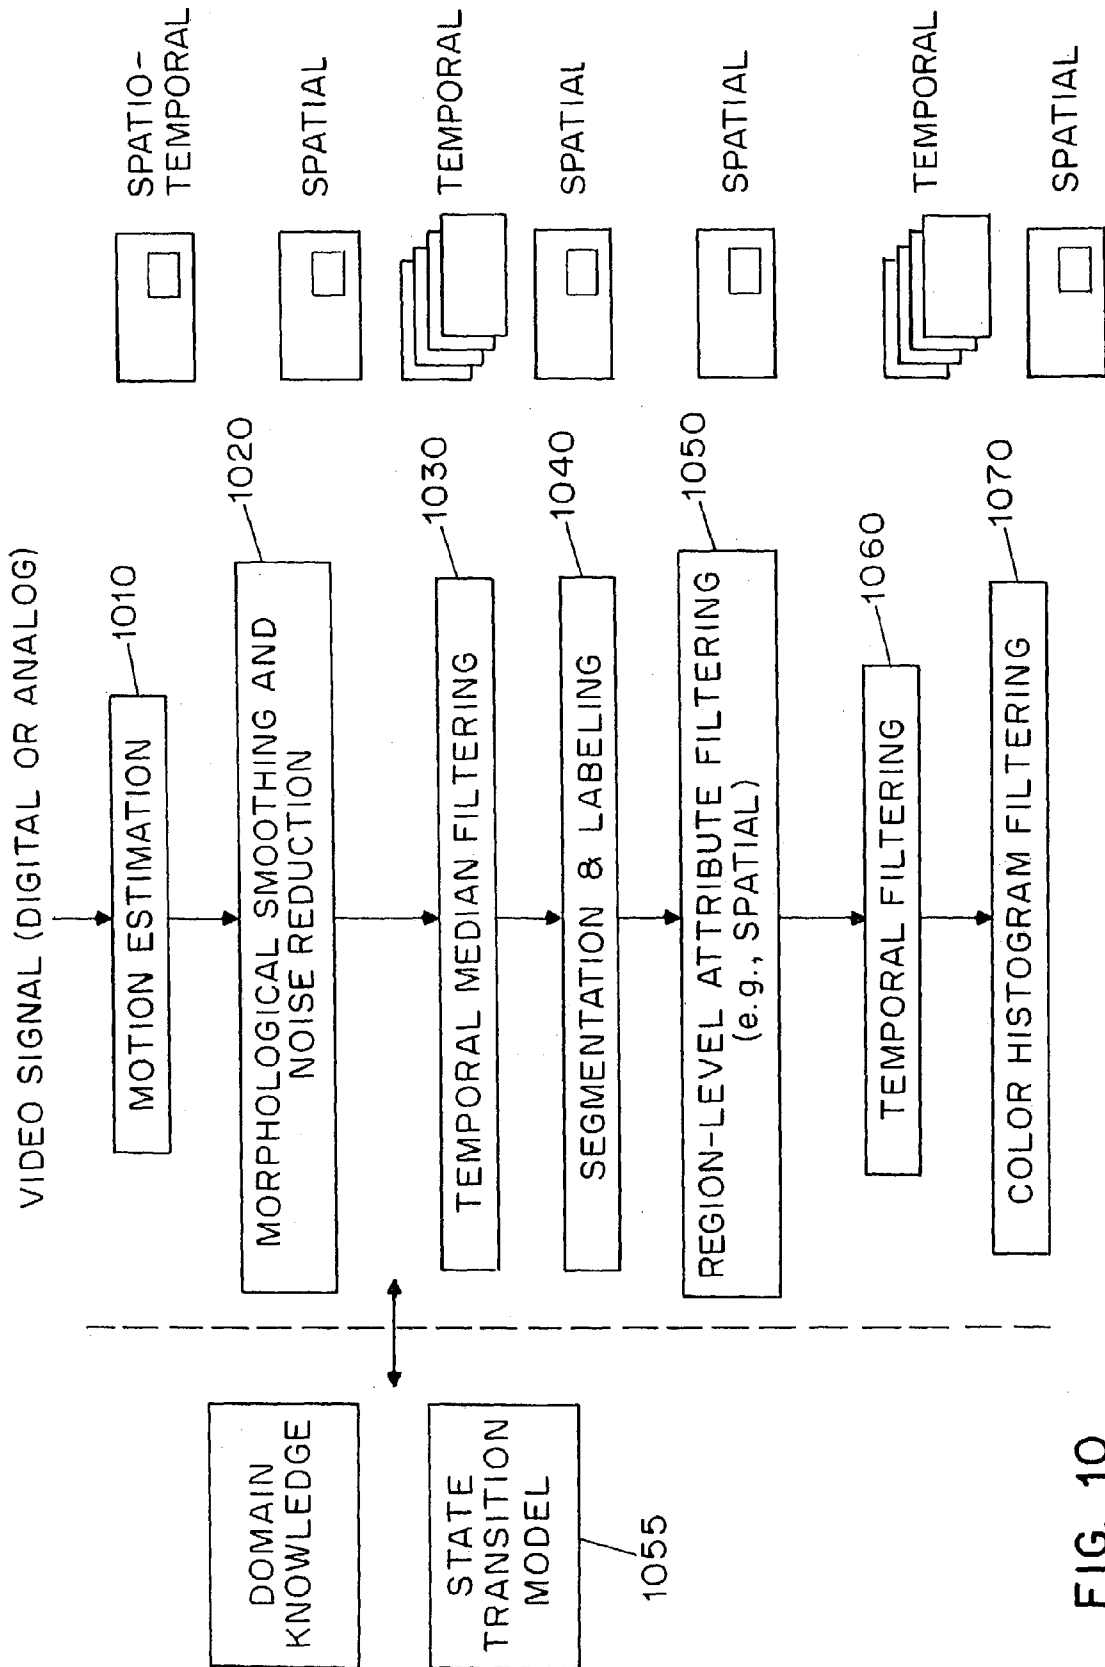 VIDEO SIGNAL (DIGITAL OR ANALOG)
MOTION ESTIMATION
1010
SPATIO-
TEMPORAL
MORPHOLOGICAL SMOOTHING AND
NOISE REDUCTION
1020
SPATIAL
TEMPORAL MEDIAN FILTERING
1030
TEMPORAL
SEGMENTATION & LABELING
1040
SPATIAL
REGION-LEVEL ATTRIBUTE FILTERING
(e.g., SPATIAL)
1050
SPATIAL
TEMPORAL FILTERING
1060
TEMPORAL
COLOR HISTOGRAM FILTERING
1070
SPATIAL
DOMAIN
KNOWLEDGE
STATE
TRANSITION
MODEL
1055
FIG. 10